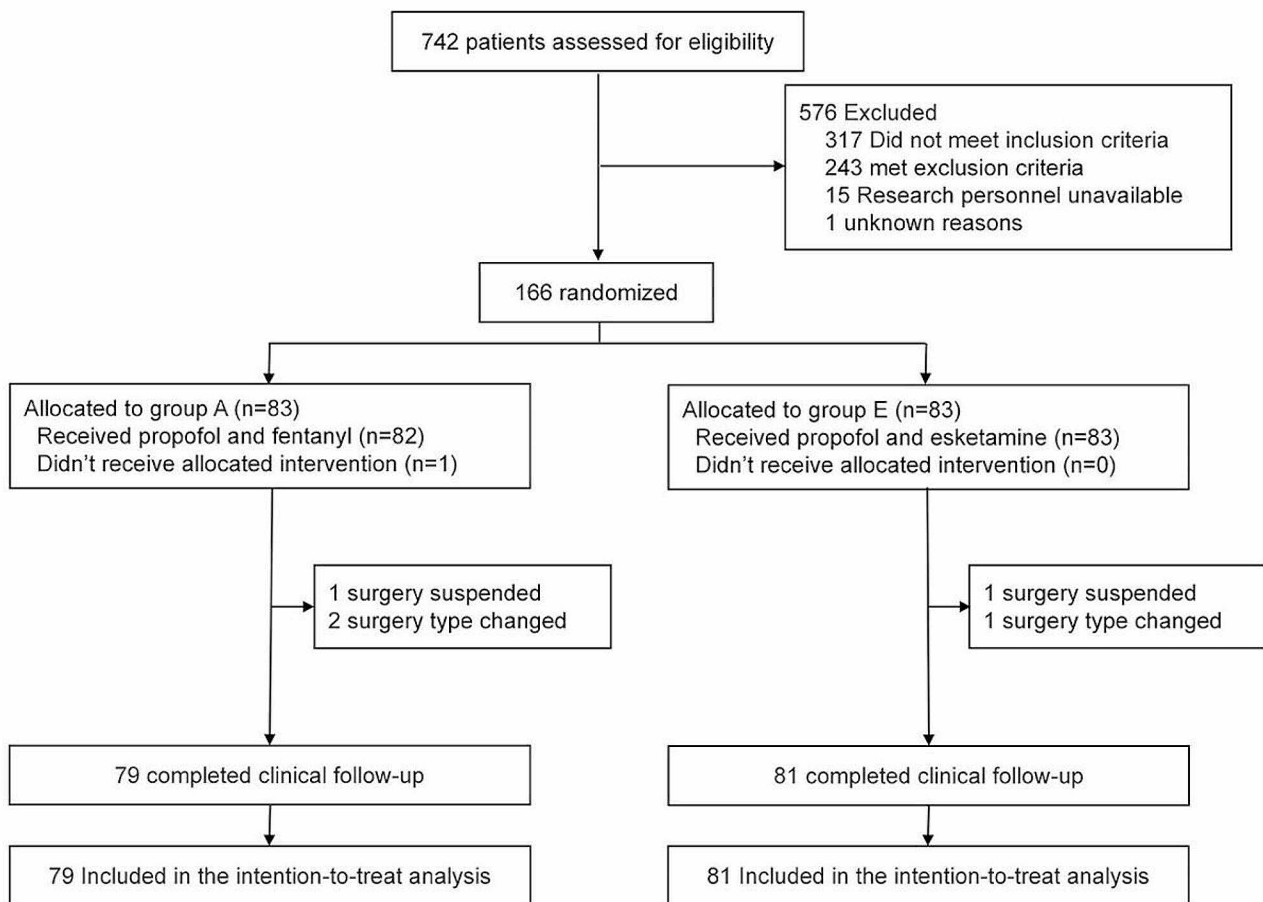 742 patients assessed for eligibility
576 Excluded
317 Did not meet inclusion criteria
243 met exclusion criteria
15 Research personnel unavailable
1 unknown reasons
166 randomized
Allocated to group A (n=83)
Received propofol and fentanyl (n=82)
Didn’t receive allocated intervention (n=1)
Allocated to group E (n=83)
Received propofol and esketamine (n=83)
Didn’t receive allocated intervention (n=0)
1 surgery suspended
2 surgery type changed
1 surgery suspended
1 surgery type changed
79 completed clinical follow-up
81 completed clinical follow-up
79 Included in the intention-to-treat analysis
81 Included in the intention-to-treat analysis